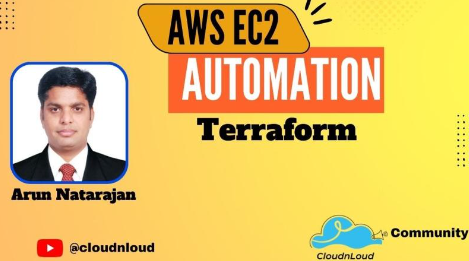 AWS EC2
AUTOMATION
Terraform
Arun Natarajan
@cloudnloud
Community
CloudnLoud